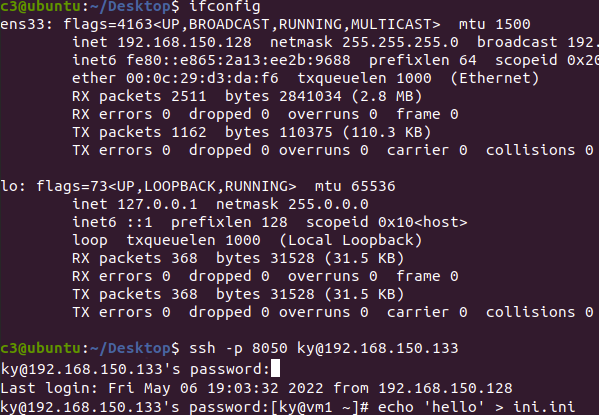 c3@ubuntu:~/Desktop$ ifconfig
ens33: flags=4163<UP,BROADCAST,RUNNING,MULTICAST>  mtu 1500
        inet 192.168.150.128  netmask 255.255.255.0  broadcast 192.
        inet6 fe80::e865:2a13:ee2b:9688  prefixlen 64  scopeid 0x20
        ether 00:0c:29:d3:da:f6  txqueuelen 1000  (Ethernet)
        RX packets 2511  bytes 2841034 (2.8 MB)
        RX errors 0  dropped 0  overruns 0  frame 0
        TX packets 1162  bytes 110375 (110.3 KB)
        TX errors 0  dropped 0 overruns 0  carrier 0  collisions 0
lo: flags=73<UP,LOOPBACK,RUNNING>  mtu 65536
        inet 127.0.0.1  netmask 255.0.0.0
        inet6 ::1  prefixlen 128  scopeid 0x10<host>
        loop  txqueuelen 1000  (Local Loopback)
        RX packets 368  bytes 31528 (31.5 KB)
        RX errors 0  dropped 0  overruns 0  frame 0
        TX packets 368  bytes 31528 (31.5 KB)
        TX errors 0  dropped 0 overruns 0  carrier 0  collisions 0
c3@ubuntu:~/Desktop$ ssh -p 8050 ky@192.168.150.133
ky@192.168.150.133's password:
Last login: Fri May 06 19:03:32 2022 from 192.168.150.128
ky@192.168.150.133's password:[ky@vm1 ~]# echo 'hello' > ini.ini